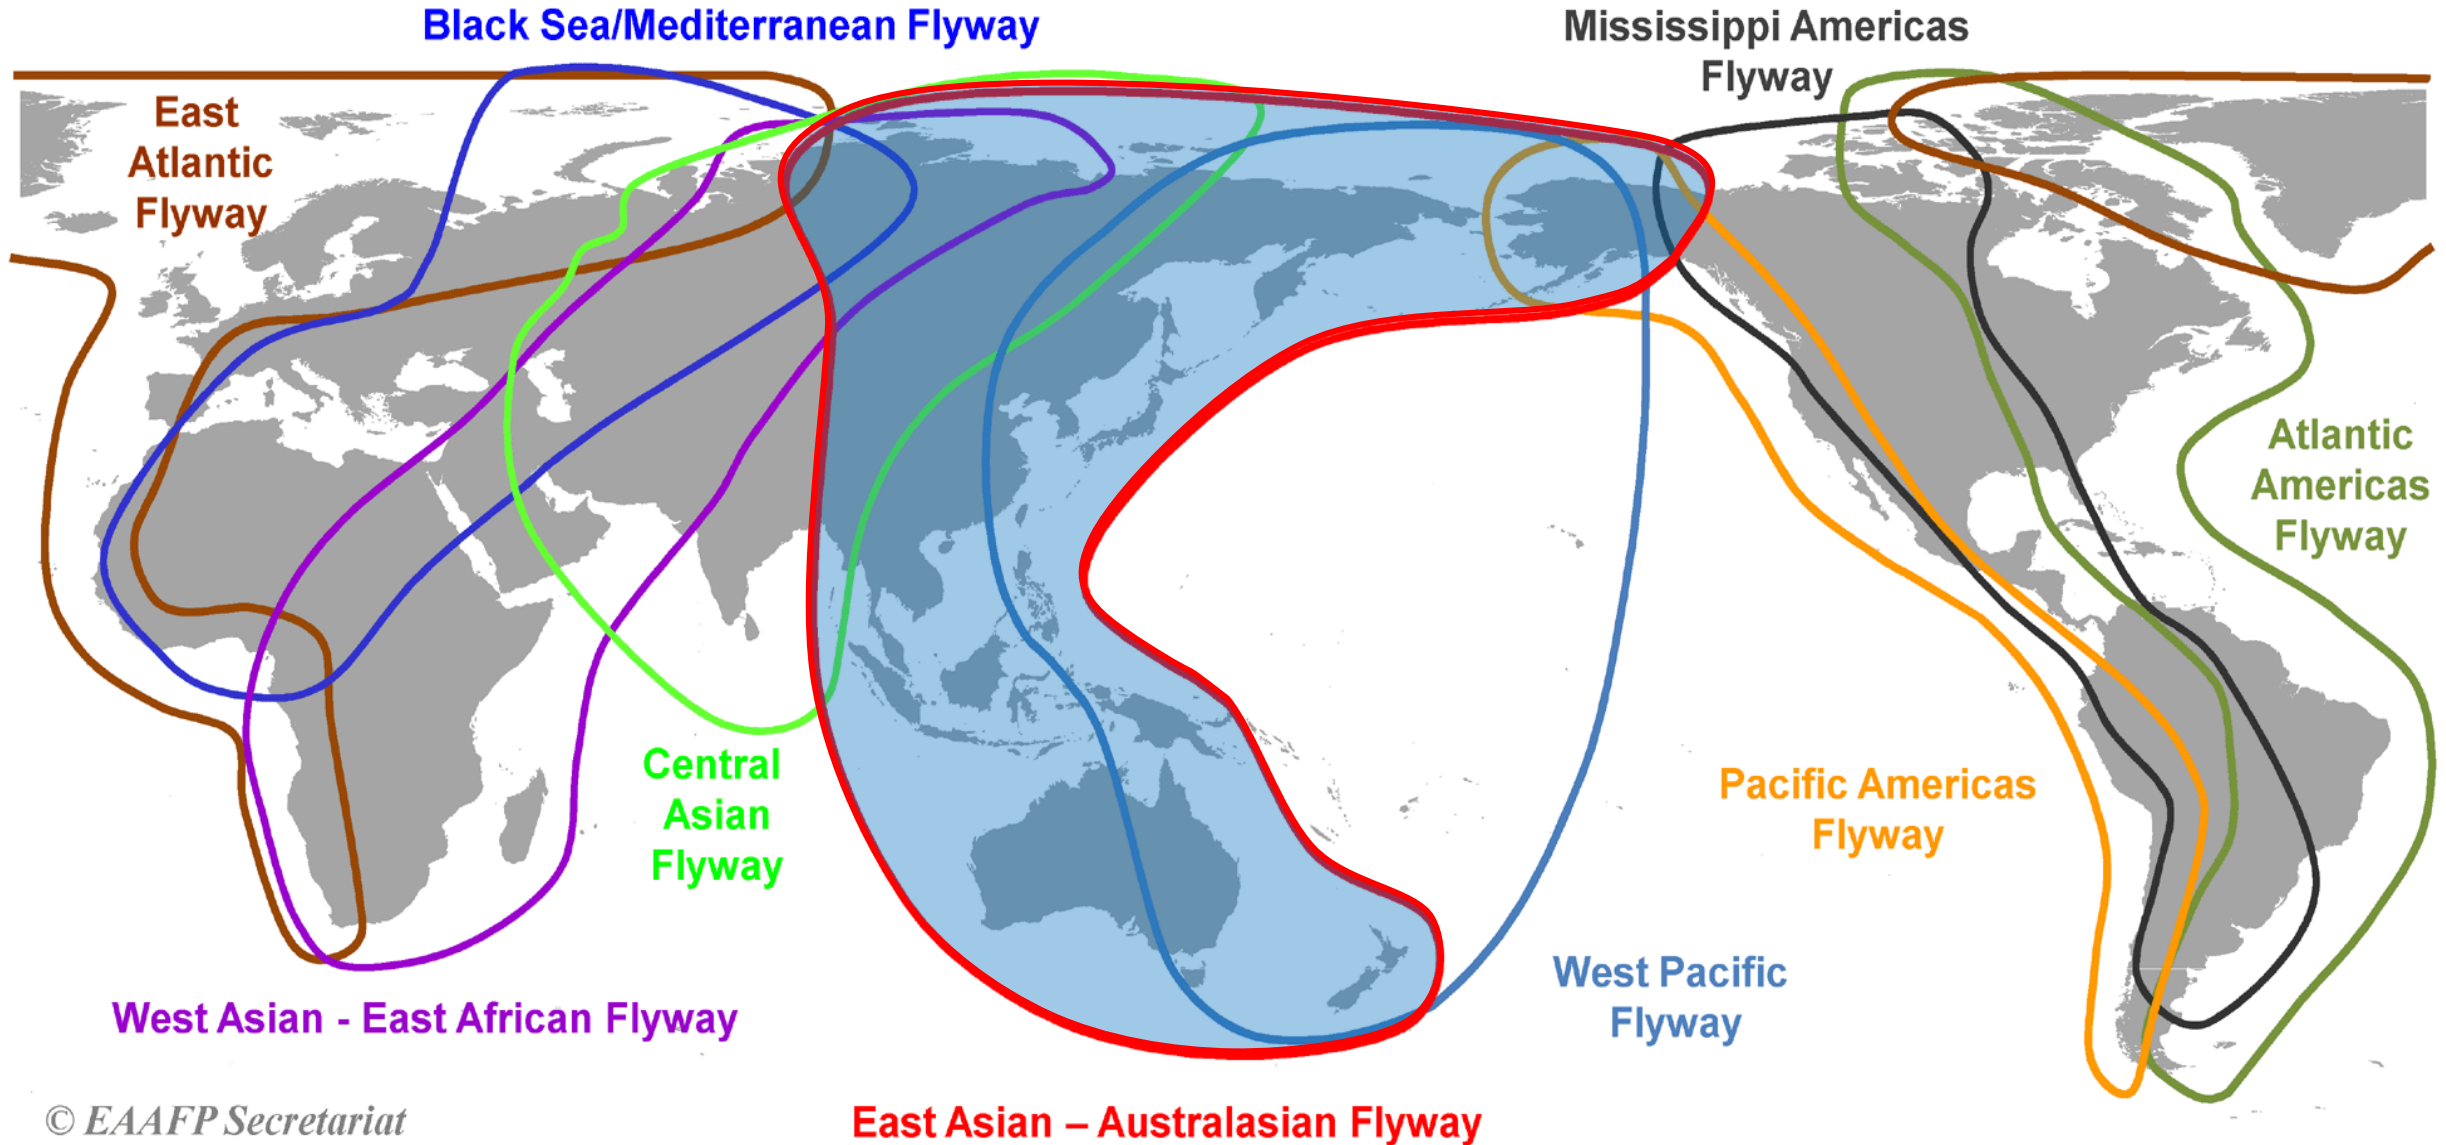 Black Sea/Mediterranean Flyway
Mississippi Americas
Flyway
East
Atlantic
Flyway
Atlantic
Americas
Flyway
Central
Asian
Flyway
Pacific Americas
Flyway
West Pacific
Flyway
West Asian - East African Flyway
© EAAFP Secretariat
East Asian – Australasian Flyway